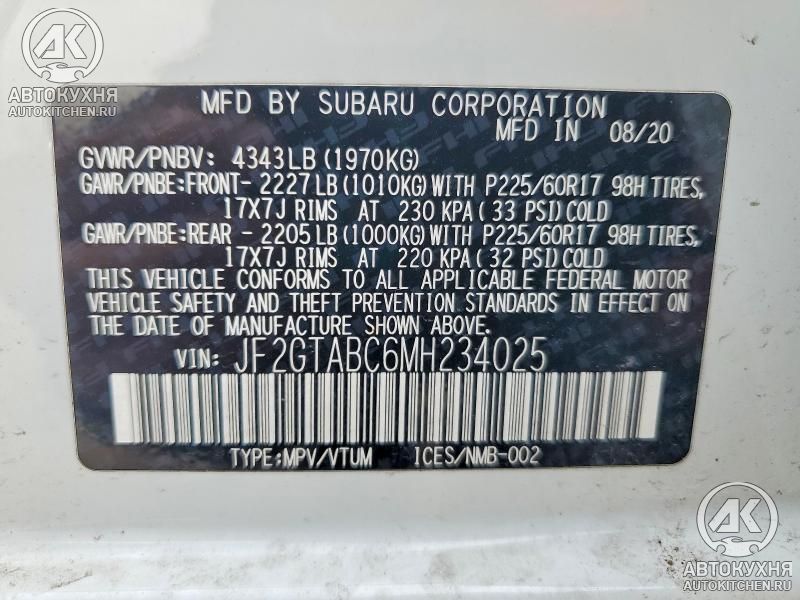 AK
АВТОКУХНЯ
AUTOKITCHEN.RU
MFD BY SUBARU CORPORATION
MFD IN 08/20
GVWR/PNBV: 4343LB(1970KG)
GAWR/PNBE:FRONT-2227LB(1010KG)WITH P225/60R17 98H TIRES,
17X7J RIMS AT 230 KPA(33 PSI)COLD
GAWR/PNBE:REAR -2205LB(1000KG)WITH P225/60R17 98H TIRES,
17X7J RIMS AT 220 KPA(32 PSI)COLD
THIS VEHICLE CONFORMS TO ALL APPLICABLE FEDERAL MOTOR
VEHICLE SAFETY AND THEFT PREVENTION STANDARDS IN EFFECT ON
THE DATE OF MANUFACTURE SHOWN ABOVE.
VIN: JF2GTABC6MH234025
TYPE:MPV/VTUM ICES/NMB-002
AK
АВТОКУХНЯ
AUTOKITCHEN.RU